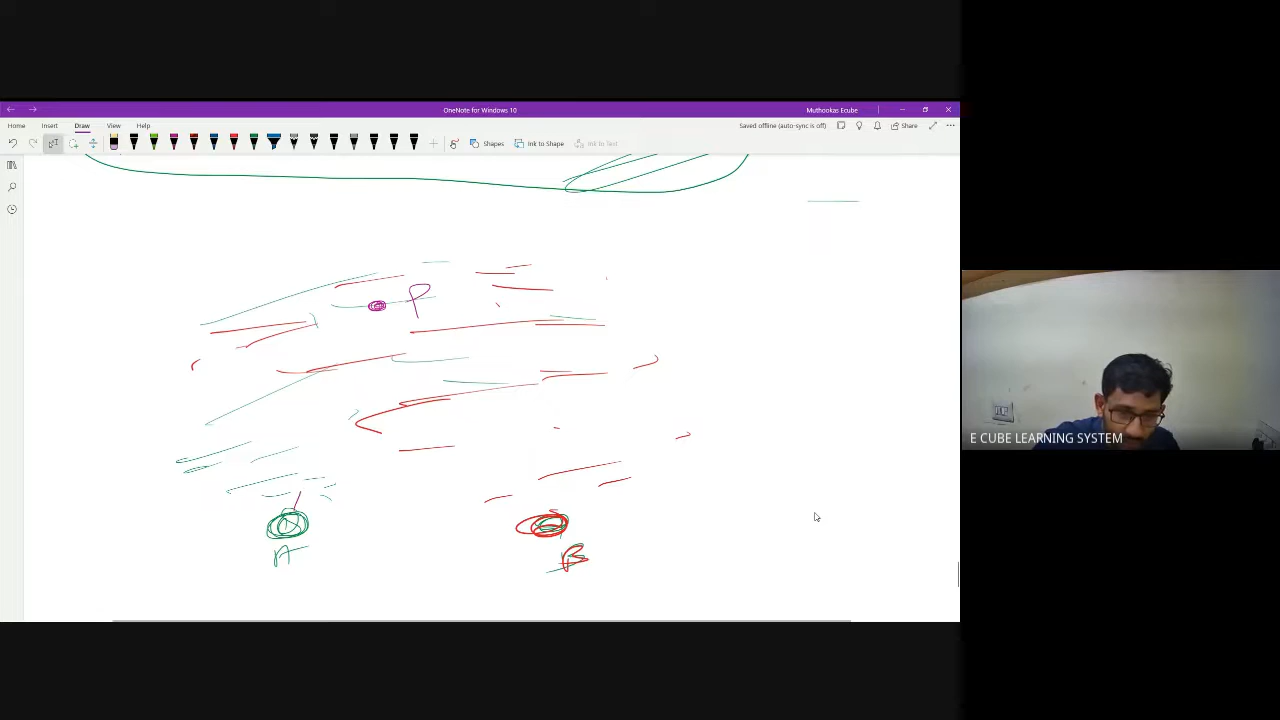 OneNote for Windows 10
Muthookas Ecube
Home Insert Draw View Help
Saved offline (auto-sync is off)
Share
Shapes
Ink to Shape
Ink to Text
P
E CUBE LEARNING SYSTEM
A
B